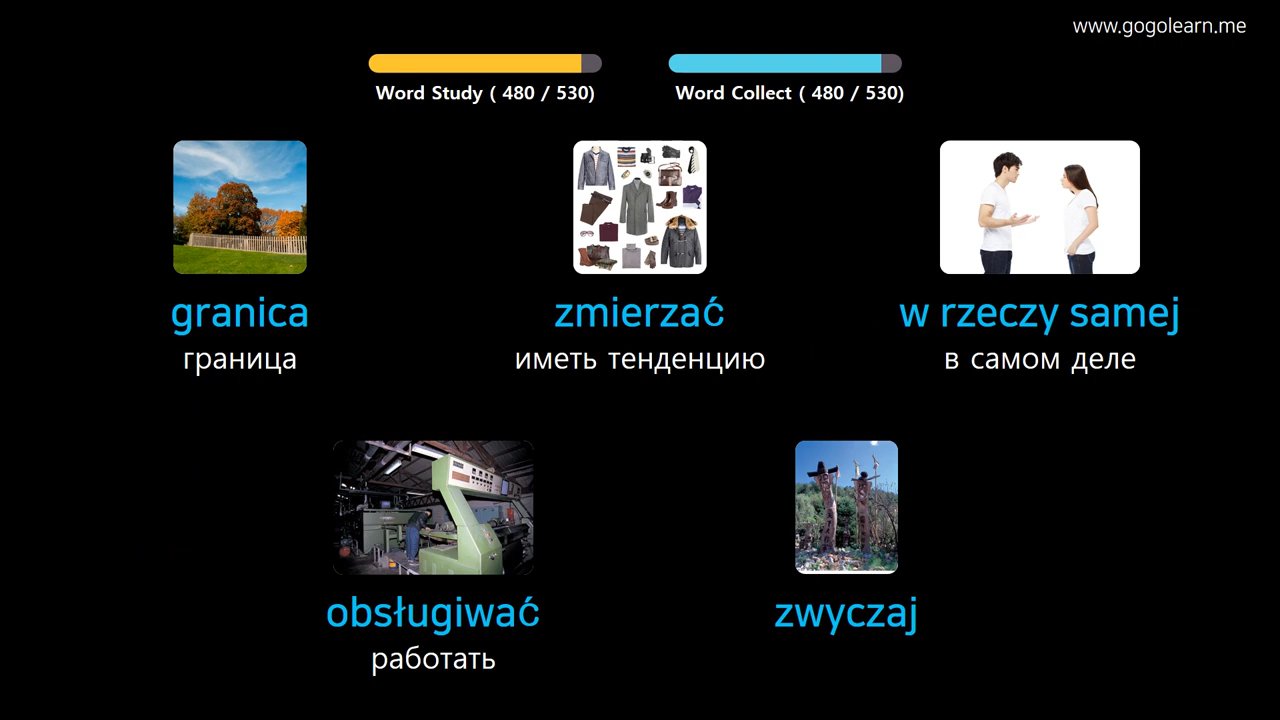 www.gogolearn.me
Word Study ( 480 / 530)
Word Collect ( 480 / 530)
granica
граница
zmierzać
иметь тенденцию
w rzeczy samej
в самом деле
obsługiwać
работать
zwyczaj